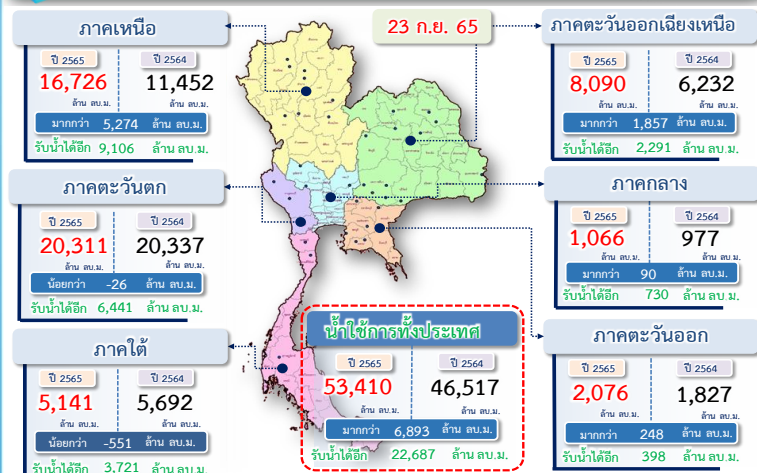 ภาคเหนือ
ปี 2565 ปี 2564
16,726 11,452
ล้าน ลบ.ม. ล้าน ลบ.ม.
มากกว่า 5,274 ล้าน ลบ.ม.
รับน้ำได้อีก 9,106 ล้าน ลบ.ม.
23 ก.ย. 65
ภาคตะวันออกเฉียงเหนือ
ปี 2565 ปี 2564
8,090 6,232
ล้าน ลบ.ม. ล้าน ลบ.ม.
มากกว่า 1,857 ล้าน ลบ.ม.
รับน้ำได้อีก 2,291 ล้าน ลบ.ม.
ภาคตะวันตก
ปี 2565 ปี 2564
20,311 20,337
ล้าน ลบ.ม. ล้าน ลบ.ม.
น้อยกว่า -26 ล้าน ลบ.ม.
รับน้ำได้อีก 6,441 ล้าน ลบ.ม.
ภาคกลาง
ปี 2565 ปี 2564
1,066 977
ล้าน ลบ.ม. ล้าน ลบ.ม.
มากกว่า 90 ล้าน ลบ.ม.
รับน้ำได้อีก 730 ล้าน ลบ.ม.
ภาคใต้
ปี 2565 ปี 2564
5,141 5,692
ล้าน ลบ.ม. ล้าน ลบ.ม.
น้อยกว่า -551 ล้าน ลบ.ม.
รับน้ำได้อีก 3,721 ล้าน ลบ.ม.
น้ำใช้การทั้งประเทศ
ปี 2565 ปี 2564
53,410 46,517
ล้าน ลบ.ม. ล้าน ลบ.ม.
มากกว่า 6,893 ล้าน ลบ.ม.
รับน้ำได้อีก 22,687 ล้าน ลบ.ม.
ภาคตะวันออก
ปี 2565 ปี 2564
2,076 1,827
ล้าน ลบ.ม. ล้าน ลบ.ม.
มากกว่า 248 ล้าน ลบ.ม.
รับน้ำได้อีก 398 ล้าน ลบ.ม.